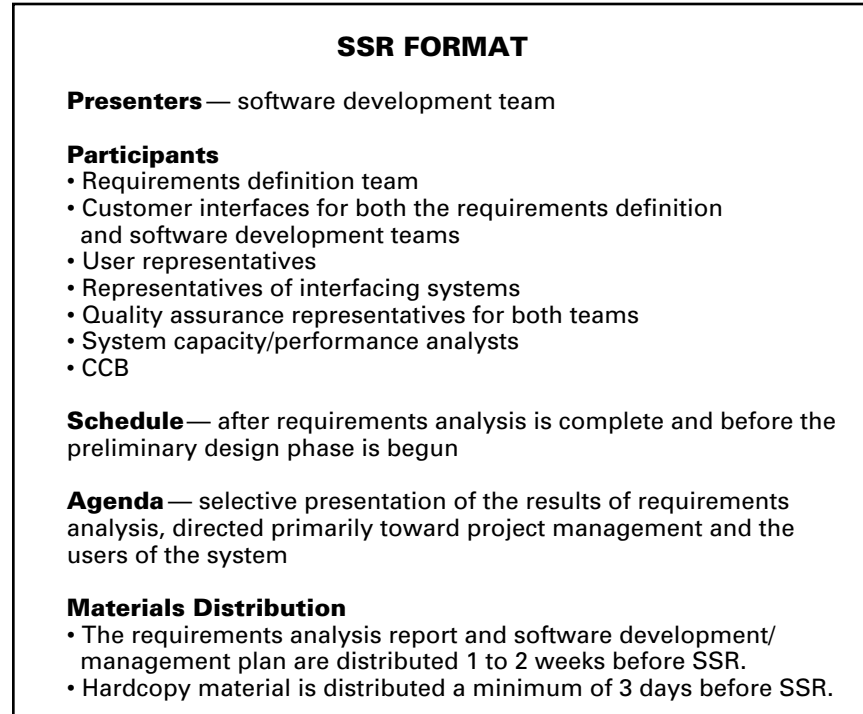 SSR FORMAT
Presenters — software development team
Participants
• Requirements definition team
• Customer interfaces for both the requirements definition
and software development teams
• User representatives
• Representatives of interfacing systems
• Quality assurance representatives for both teams
• System capacity/performance analysts
• CCB
Schedule — after requirements analysis is complete and before the
preliminary design phase is begun
Agenda — selective presentation of the results of requirements
analysis, directed primarily toward project management and the
users of the system
Materials Distribution
• The requirements analysis report and software development/
management plan are distributed 1 to 2 weeks before SSR.
• Hardcopy material is distributed a minimum of 3 days before SSR.